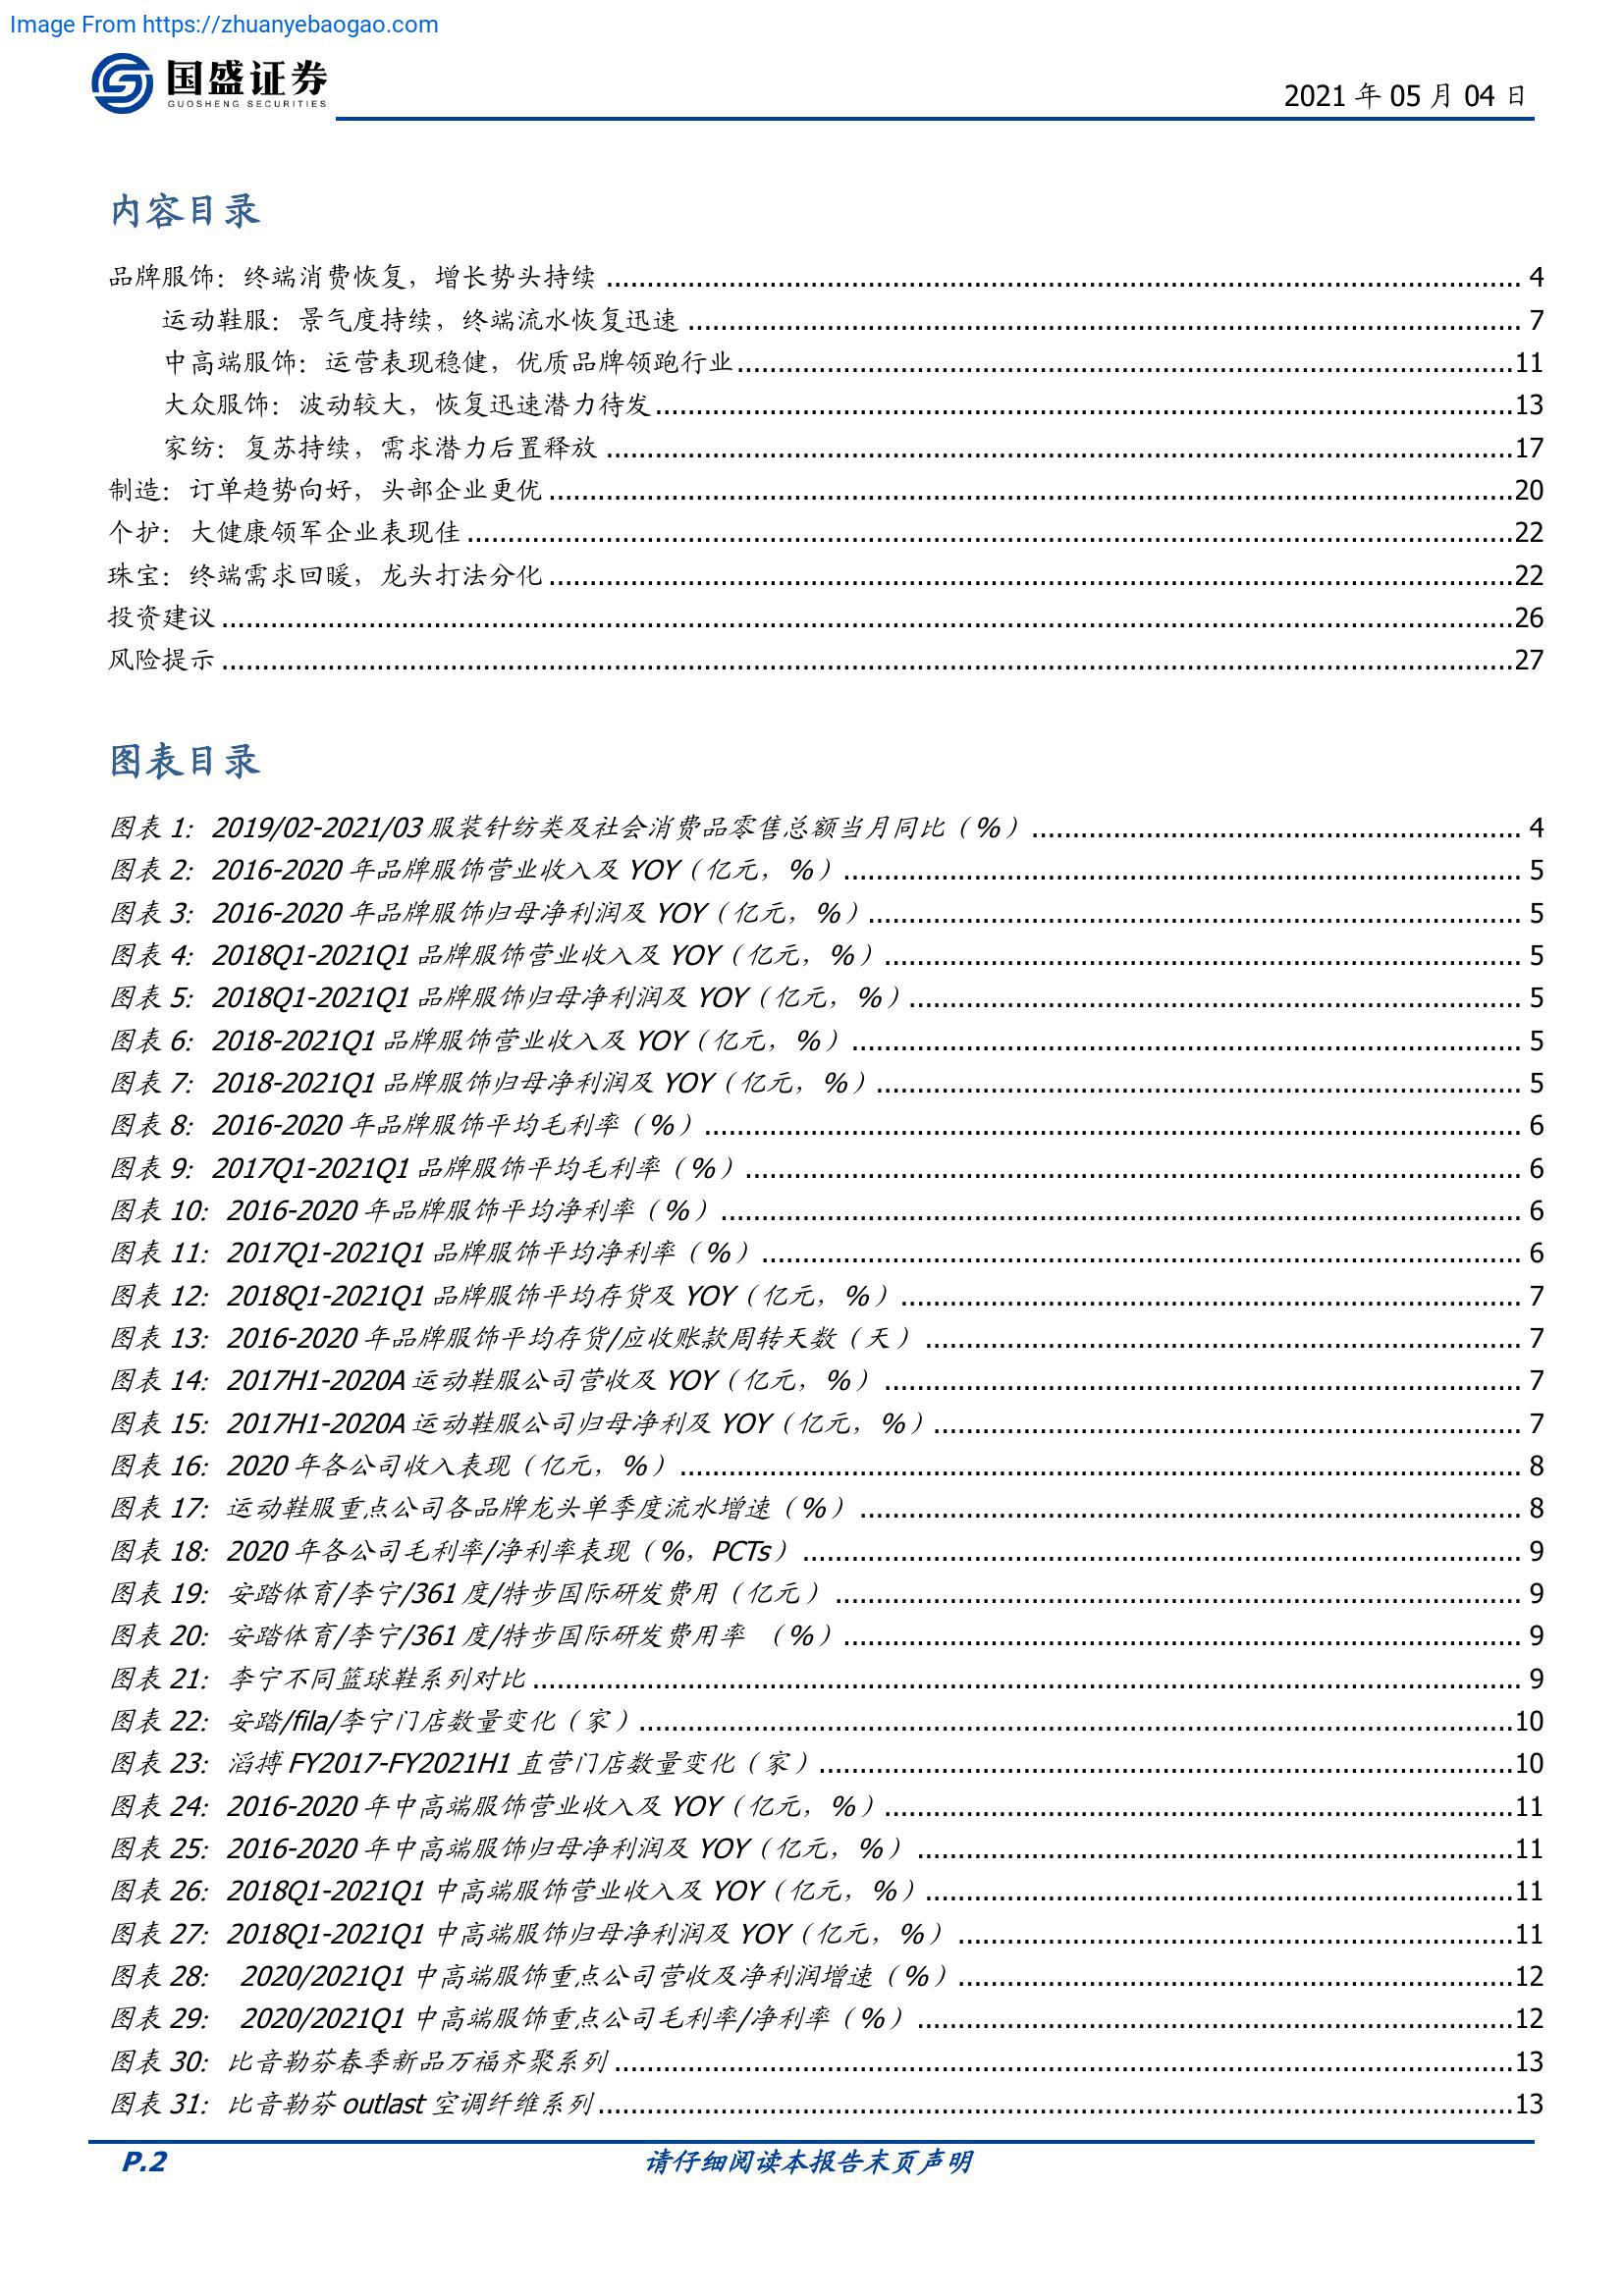 Image From https://zhuanyebaogao.com
国盛证券
GUOSHENG SECURITIES
2021 年 05 月 04 日
内容目录
品牌服饰：终端消费恢复，增长势头持续 4
运动鞋服：景气度持续，终端流水恢复迅速 7
中高端服饰：运营表现稳健，优质品牌领跑行业 11
大众服饰：波动较大，恢复迅速潜力待发 13
家纺：复苏持续，需求潜力后置释放 17
制造：订单趋势向好，头部企业更优 20
个护：大健康领军企业表现佳 22
珠宝：终端需求回暖，龙头打法分化 22
投资建议 26
风险提示 27
图表目录
图表 1: 2019/02-2021/03 服装针纺类及社会消费品零售总额当月同比（%） 4
图表 2: 2016-2020 年品牌服饰营业收入及 YOY（亿元，%） 5
图表 3: 2016-2020 年品牌服饰归母净利润及 YOY（亿元，%） 5
图表 4: 2018Q1-2021Q1 品牌服饰营业收入及 YOY（亿元，%） 5
图表 5: 2018Q1-2021Q1 品牌服饰归母净利润及 YOY（亿元，%） 5
图表 6: 2018-2021Q1 品牌服饰营业收入及 YOY（亿元，%） 5
图表 7: 2018-2021Q1 品牌服饰归母净利润及 YOY（亿元，%） 5
图表 8: 2016-2020 年品牌服饰平均毛利率（%） 6
图表 9: 2017Q1-2021Q1 品牌服饰平均毛利率（%） 6
图表 10: 2016-2020 年品牌服饰平均净利率（%） 6
图表 11: 2017Q1-2021Q1 品牌服饰平均净利率（%） 6
图表 12: 2018Q1-2021Q1 品牌服饰平均存货及 YOY（亿元，%） 7
图表 13: 2016-2020 年品牌服饰平均存货/应收账款周转天数（天） 7
图表 14: 2017H1-2020A 运动鞋服公司营收及 YOY（亿元，%） 7
图表 15: 2017H1-2020A 运动鞋服公司归母净利及 YOY（亿元，%） 7
图表 16: 2020 年各公司收入表现（亿元，%） 8
图表 17: 运动鞋服重点公司各品牌龙头单季度流水增速（%） 8
图表 18: 2020 年各公司毛利率/净利率表现（%，PCTs） 9
图表 19: 安踏体育/李宁/361 度/特步国际研发费用（亿元） 9
图表 20: 安踏体育/李宁/361 度/特步国际研发费用率 （%） 9
图表 21: 李宁不同篮球鞋系列对比 9
图表 22: 安踏/fila/李宁门店数量变化（家） 10
图表 23: 滔搏 FY2017-FY2021H1 直营门店数量变化（家） 10
图表 24: 2016-2020 年中高端服饰营业收入及 YOY（亿元，%） 11
图表 25: 2016-2020 年中高端服饰归母净利润及 YOY（亿元，%） 11
图表 26: 2018Q1-2021Q1 中高端服饰营业收入及 YOY（亿元，%） 11
图表 27: 2018Q1-2021Q1 中高端服饰归母净利润及 YOY（亿元，%） 11
图表 28: 2020/2021Q1 中高端服饰重点公司营收及净利润增速（%） 12
图表 29: 2020/2021Q1 中高端服饰重点公司毛利率/净利率（%） 12
图表 30: 比音勒芬春季新品万福齐聚系列 13
图表 31: 比音勒芬 outlast 空调纤维系列 13
P.2
请仔细阅读本报告末页声明